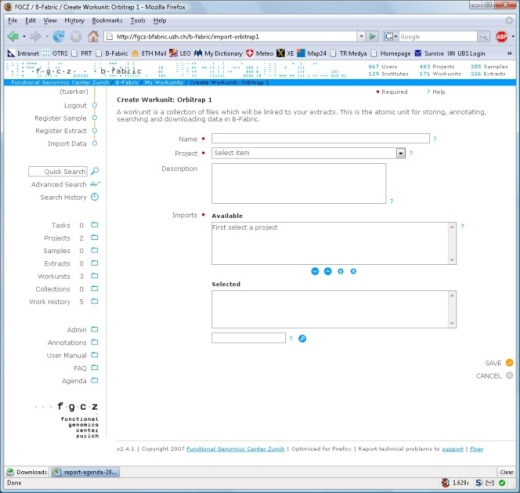 FGCZ / B-Fabric / Create Workunit: Orbitrap 1 - Mozilla Firefox
File Edit View History Bookmarks Tools Help
http://fgcz-bfabric.uzh.ch/b-fabric/import-orbitrap1
Google
Intranet OTRS PRT B-Fabric ETH Mail LEO My Dictionary Meteo XE Map24 TR Medya Homepage Sunrise UBS Login
f·g·c·z· b-fabric
867 Users 483 Projects 355 Samples
129 Institutes 171 Workunits 326 Extracts
Functional Genomics Center Zurich / B-Fabric / My Workunits / Create Workunit: Orbitrap 1
(tuerker)
Logout
Register Sample
Register Extract
Import Data
Quick Search
Advanced Search
Search History
Tasks 0
Projects 2
Samples 0
Extracts 0
Workunits 3
Collections 0
Work History 5
Admin
Annotations
User Manual
FAQ
Agenda
f·g·c·z
functional
genomics
center
zurich
Required ? Help
Create Workunit: Orbitrap 1
A workunit is a collection of files which will be linked to your extracts. This is the atomic unit for storing, annotating,
searching and downloading data in B-Fabric.
Name ?
Project Select item ?
Description
?
Imports Available
First select a project ?
Selected
?
SAVE
CANCEL
v2.4.1 | Copyright 2007 Functional Genomics Center Zurich | Optimized for Firefox | Report technical problems to support | Flyer
Downloads report-agenda-20...
Clear
Done
1.629s